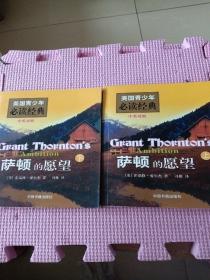 美国青少年
必读经典
中英对照
Grant Thornton's
Ambition
萨顿的愿望
下
美国青少年
必读经典
中英对照
Grant Thornton's
Ambition
萨顿的愿望
上